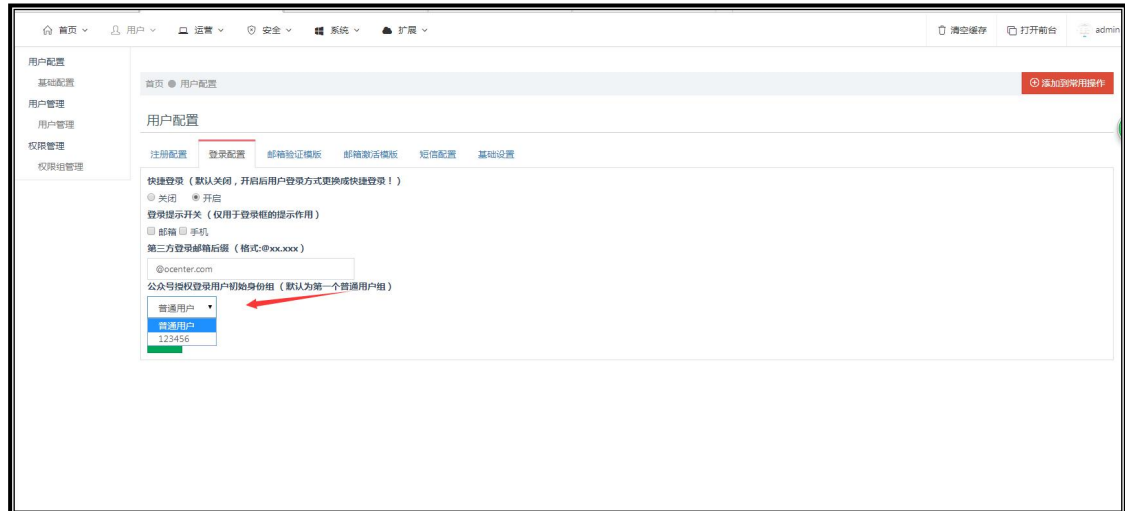 首页 用户 运营 安全 系统 扩展 清空缓存 打开前台 admin
用户配置
基础配置
用户管理
用户管理
权限管理
权限组管理
首页 用户配置 添加到常用操作
用户配置
注册配置 登录配置 邮箱验证模版 邮箱激活模版 短信配置 基础设置
快捷登录（默认关闭，开启后用户登录方式更换成快捷登录！）
关闭 开启
登录提示开关（仅用于登录框的提示作用）
邮箱 手机
第三方登录邮箱后缀（格式:@xx.xxx）
@ocenter.com
公众号授权登录用户初始身份组（默认为第一个普通用户组）
普通用户
普通用户
123456